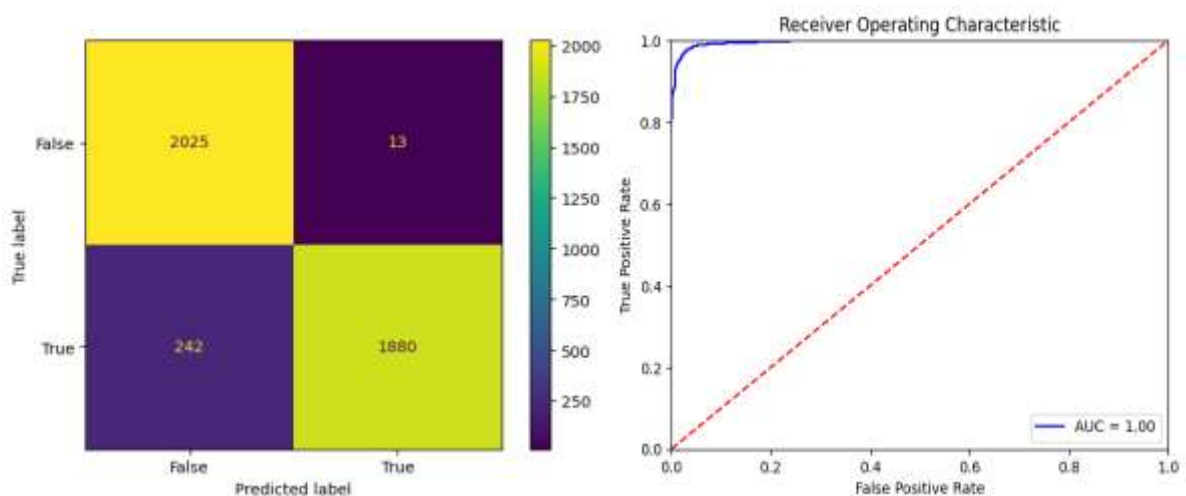 2025
13
242
1880
False
True
True label
False
True
Predicted label
2000
1750
1500
1250
1000
750
500
250
Receiver Operating Characteristic
1.0
0.8
0.6
0.4
0.2
0.0
True Positive Rate
AUC = 1.00
0.0 0.2 0.4 0.6 0.8 1.0
False Positive Rate